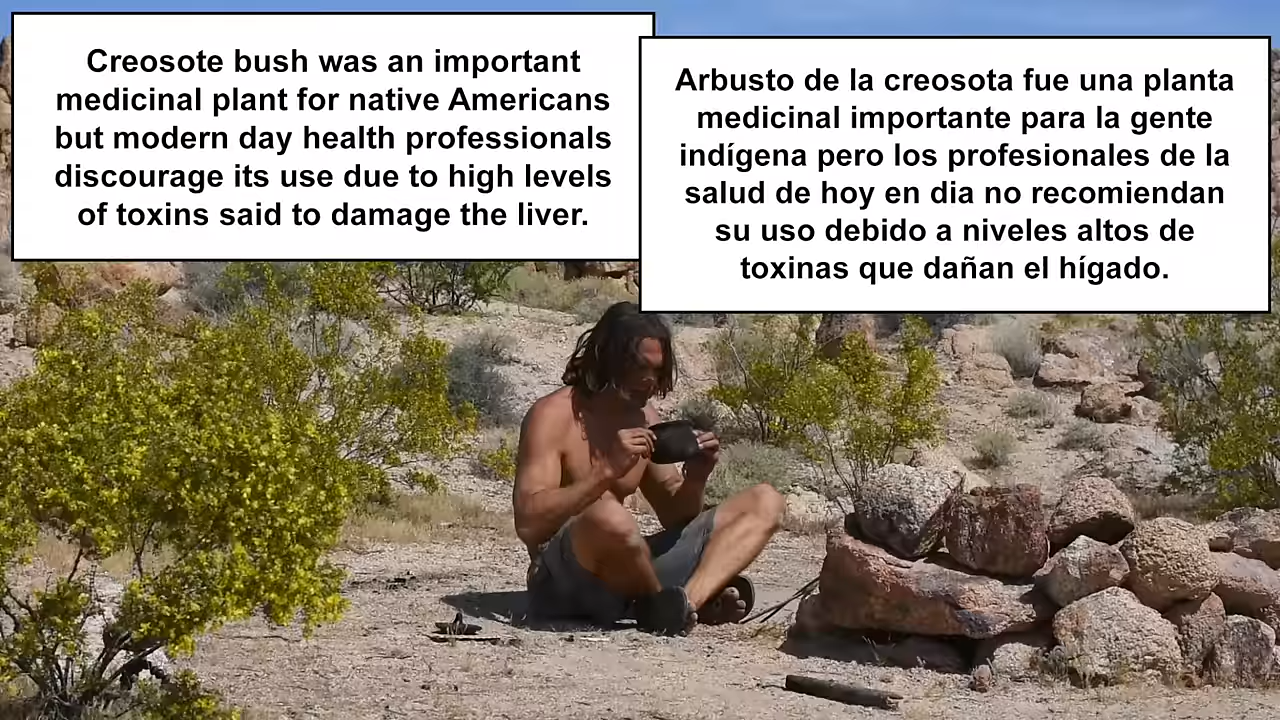 Creosote bush was an important
medicinal plant for native Americans
but modern day health professionals
discourage its use due to high levels
of toxins said to damage the liver.
Arbusto de la creosota fue una planta
medicinal importante para la gente
indígena pero los profesionales de la
salud de hoy en dia no recomiendan
su uso debido a niveles altos de
toxinas que dañan el hígado.